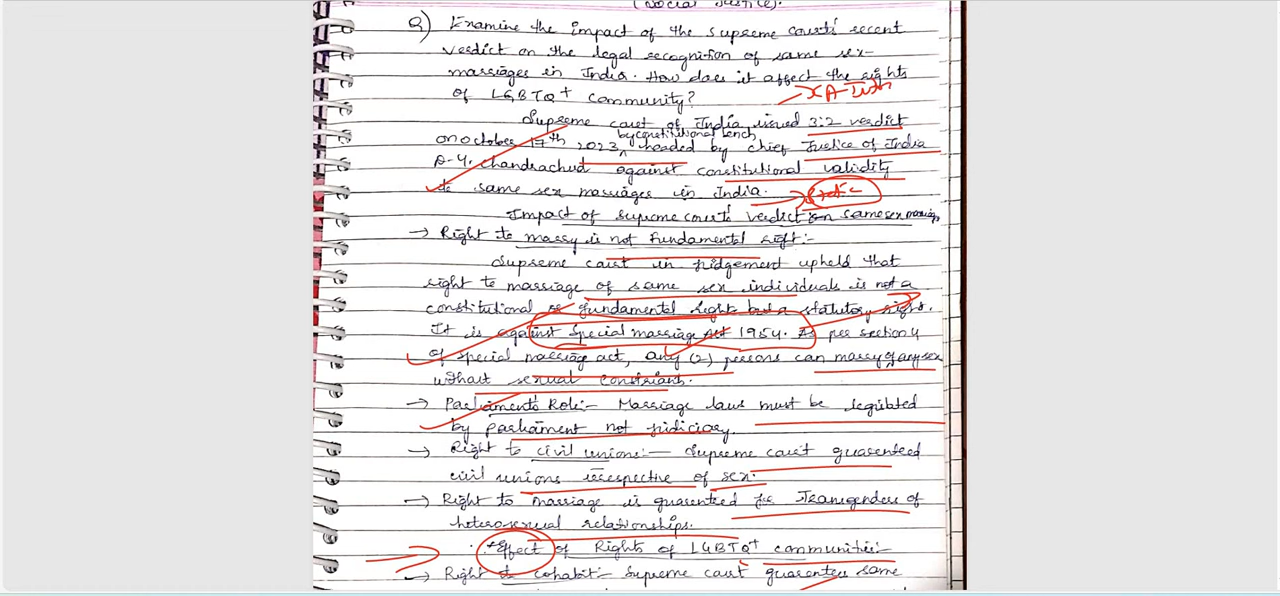 (Social Justice).
Q) Examine the impact of the supreme court's recent
verdict on the legal recognition of same sex-
marriages in India. How does it affect the rights
of LGBTQ+ community?
Supreme court of India issued 3:2 verdict
by constitutional bench
on october 17th 2023, headed by chief Justice of India
D.Y. Chandrachud against constitutional validity
to same sex marriages in India.
Impact of supreme court's verdict on same sex marriage
→ Right to marry is not fundamental right:-
Supreme court in judgement upheld that
right to marriage of same sex individuals is not a
constitutional or fundamental right but a statutory right.
It is against Special marriage Act 1954. As per section 4
of special marriage act, any (2) persons can marry of any sex
without sexual constraints.
→ Parliament's Role:- Marriage laws must be regulated
by parliament not judiciary.
→ Right to civil unions:- Supreme court guaranteed
civil unions irrespective of sex.
→ Right to marriage is guaranteed for Transgenders of
heterosexual relationships.
*Effect of Rights of LGBTQ+ communities:-
→ Right to cohabit:- Supreme court guarantees same